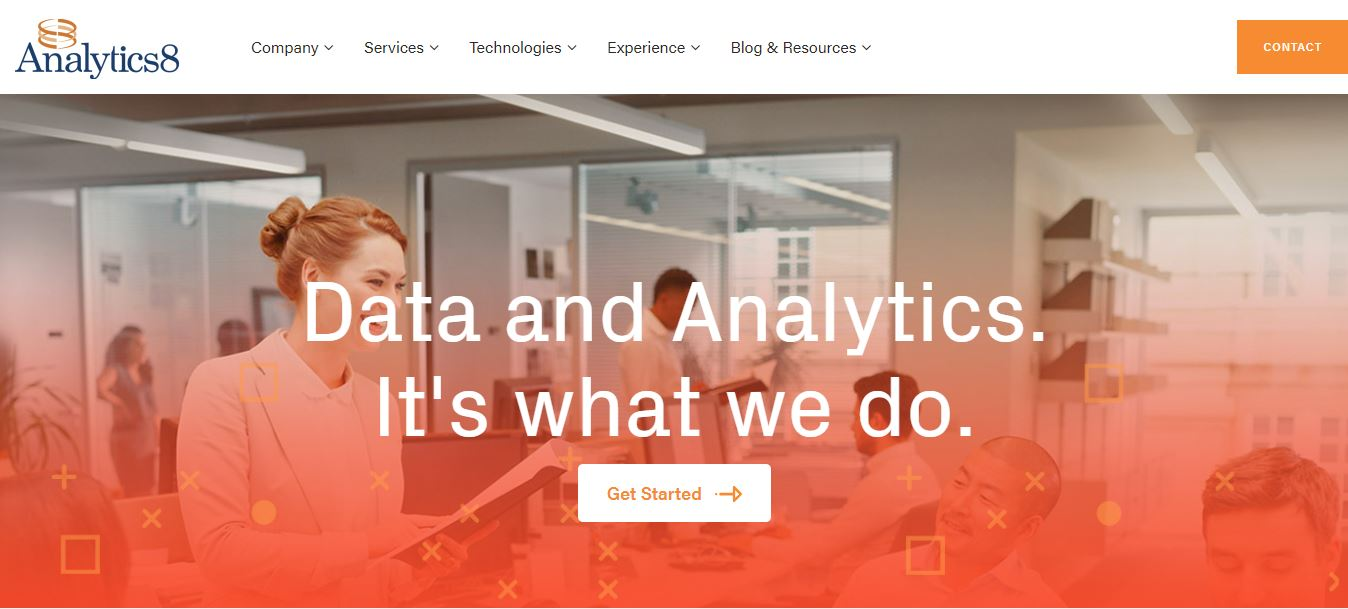 Analytics8
Company
Services
Technologies
Experience
Blog & Resources
CONTACT
Data and Analytics.
It's what we do.
Get Started